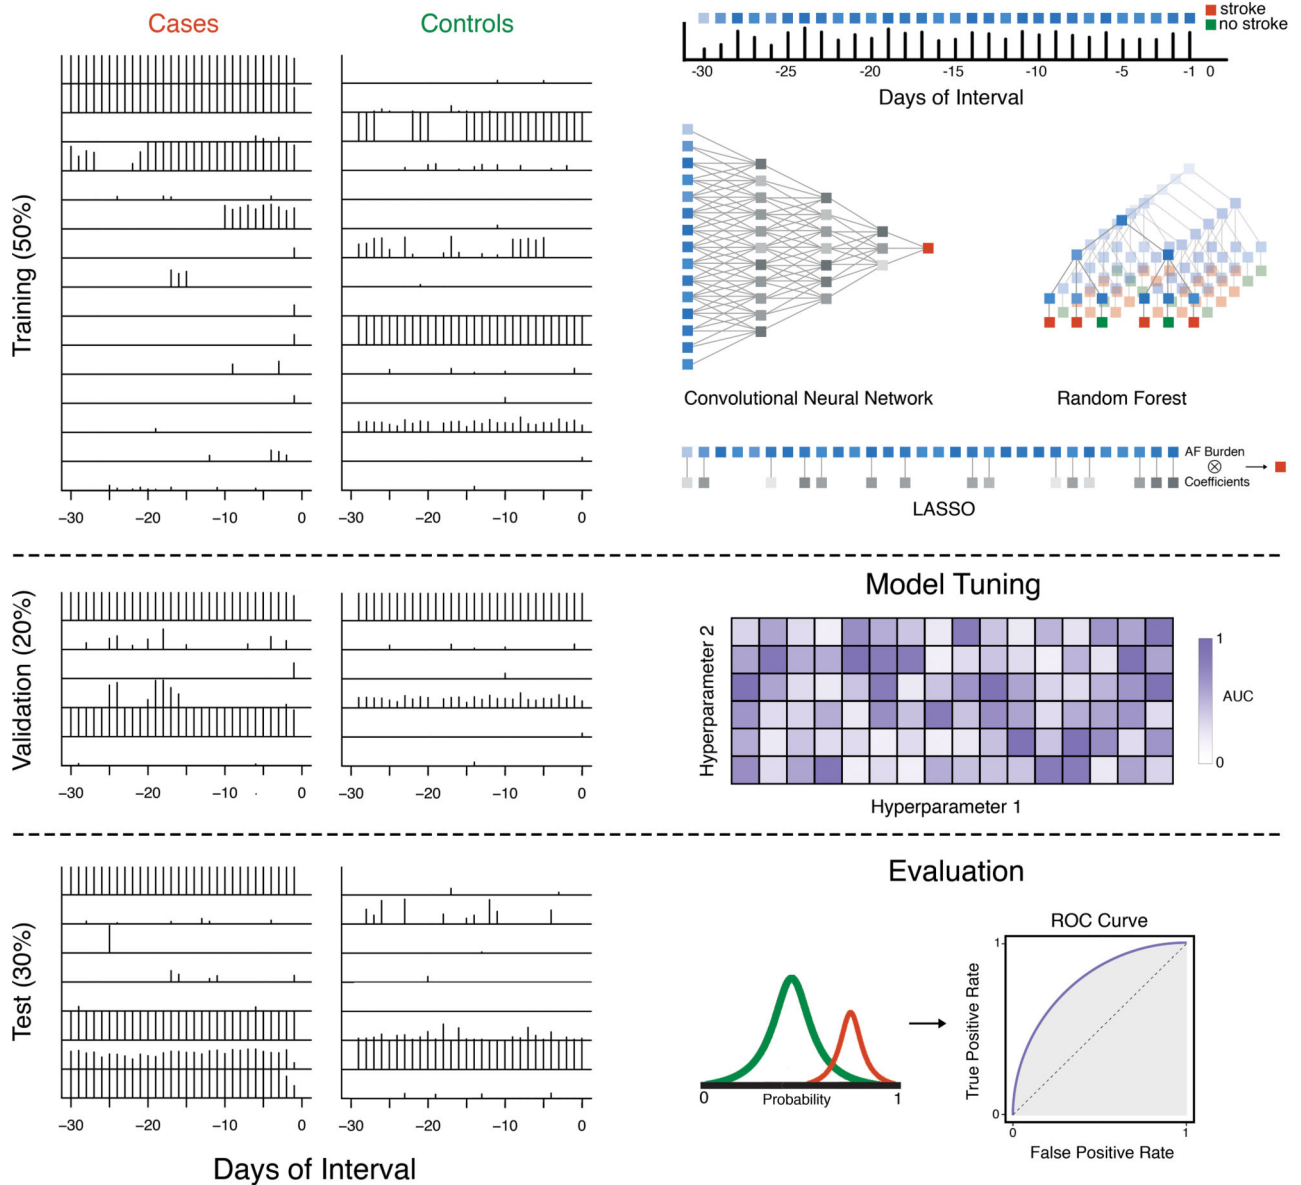 Cases
Controls
stroke
no stroke
-30 -25 -20 -15 -10 -5 -1 0
Days of Interval
Training (50%)
Convolutional Neural Network
Random Forest
AF Burden
Coefficients
LASSO
−30 −20 −10 0
−30 −20 −10 0
Validation (20%)
−30 −20 −10 0
−30 −20 −10 0
Model Tuning
Hyperparameter 2
Hyperparameter 1
1
AUC
0
Test (30%)
−30 −20 −10 0
−30 −20 −10 0
Days of Interval
Evaluation
0 Probability 1
ROC Curve
True Positive Rate
1
0
0 1
False Positive Rate